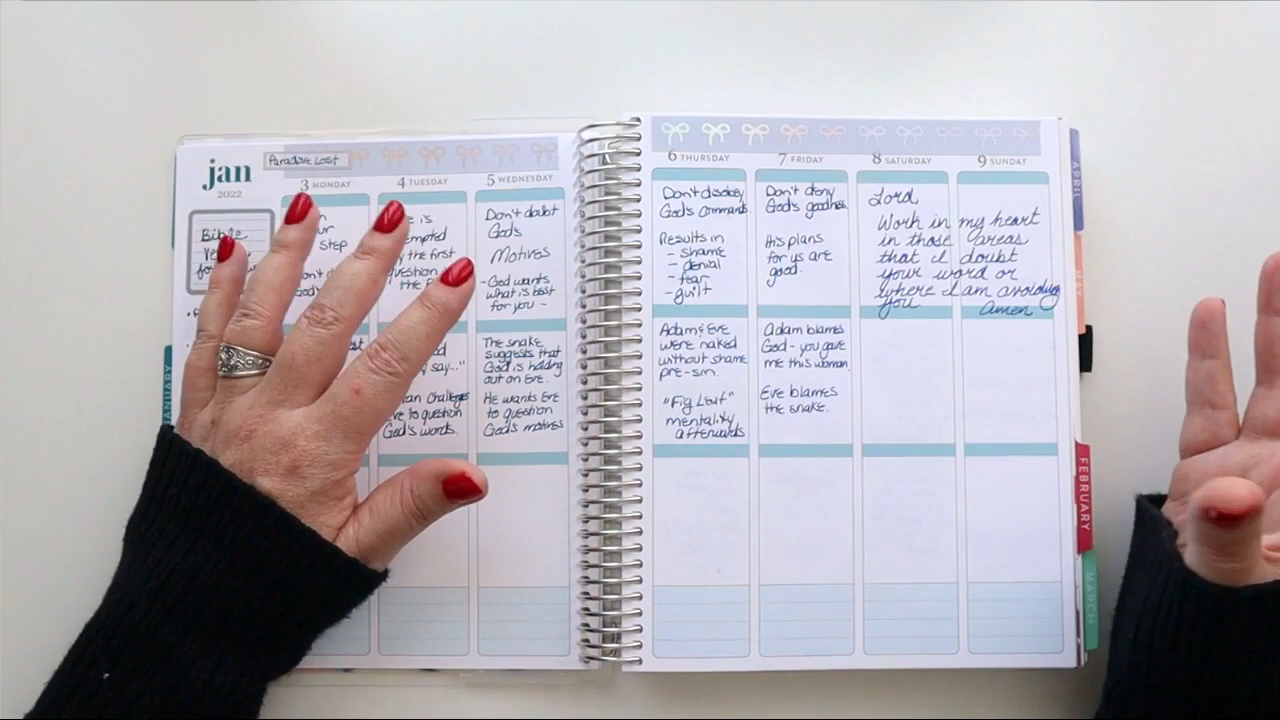 jan
2022
Paradise Lost
Bible
3 MONDAY
step
4 TUESDAY
is
by the first
say..."
Challenges
Eve to question
God's words.
5 WEDNESDAY
Don't doubt
God's
Motives
- God wants
what is best
for you -
The snake
suggests that
God is holding
out on Eve.
He wants Eve
to question
God's motives
6 THURSDAY
Don't disobey
God's commands.
Results in
- shame
- denial
- fear
- guilt
Adam & Eve
were naked
without shame
pre-sin.
"Fig Leaf"
mentality
afterwards
7 FRIDAY
Don't deny
God's goodness
His plans
for us are
good.
Adam blames
God - you gave
me this woman.
Eve blames
the snake.
8 SATURDAY
9 SUNDAY
Lord,
Work in my heart
in those areas
that I doubt
your word or
where I am avoiding
you
Amen
JANUARY
APRIL
MAY
FEBRUARY
MARCH